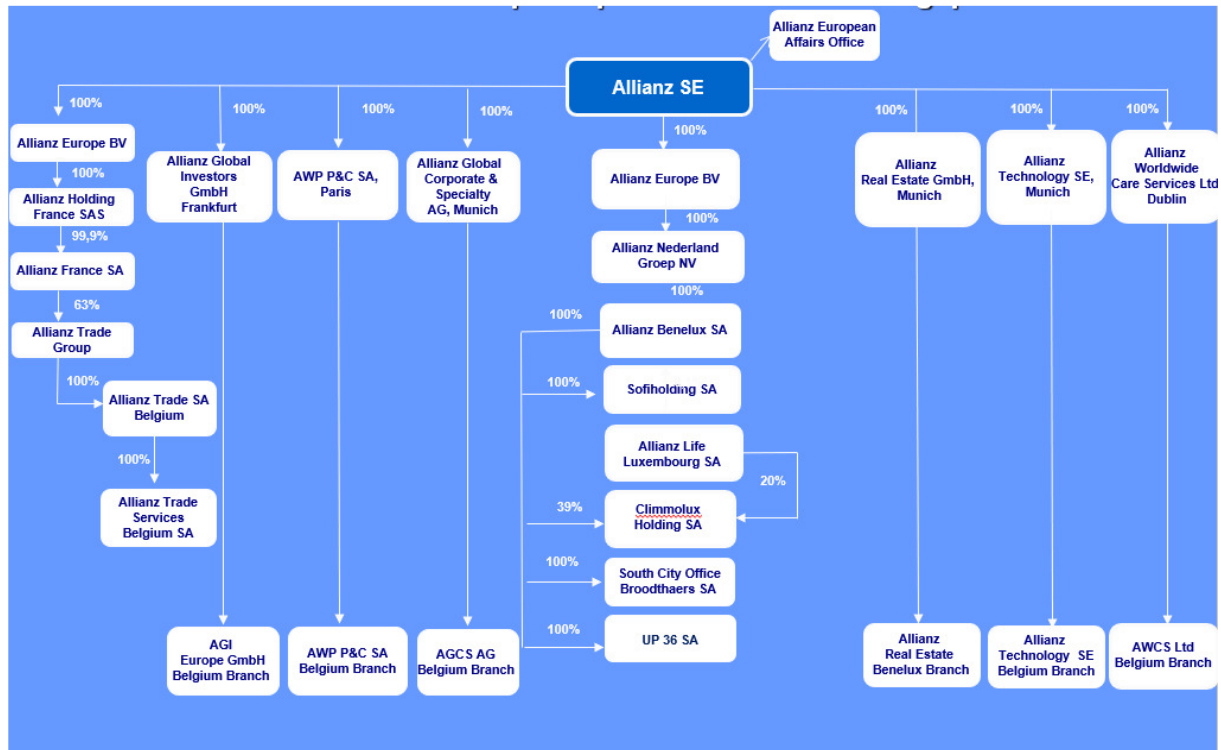 Allianz European
Affairs Office
Allianz SE
100%
100%
100%
100%
100%
100%
100%
100%
Allianz Europe BV
100%
Allianz Holding
France SAS
99,9%
Allianz France SA
63%
Allianz Trade
Group
100%
Allianz Trade SA
Belgium
100%
Allianz Trade
Services
Belgium SA
Allianz Global
Investors
GmbH
Frankfurt
AWP P&C SA,
Paris
Allianz Global
Corporate &
Specialty
AG, Munich
Allianz Europe BV
100%
Allianz Nederland
Groep NV
100%
100%
Allianz Benelux SA
100%
Sofiholding SA
Allianz Life
Luxembourg SA
20%
39%
Climmolux
Holding SA
100%
South City Office
Broodthaers SA
100%
UP 36 SA
Allianz
Real Estate GmbH,
Munich
Allianz
Technology SE,
Munich
Allianz
Worldwide
Care Services Ltd
Dublin
AGI
Europe GmbH
Belgium Branch
AWP P&C SA
Belgium Branch
AGCS AG
Belgium Branch
Allianz
Real Estate
Benelux Branch
Allianz
Technology SE
Belgium Branch
AWCS Ltd
Belgium Branch